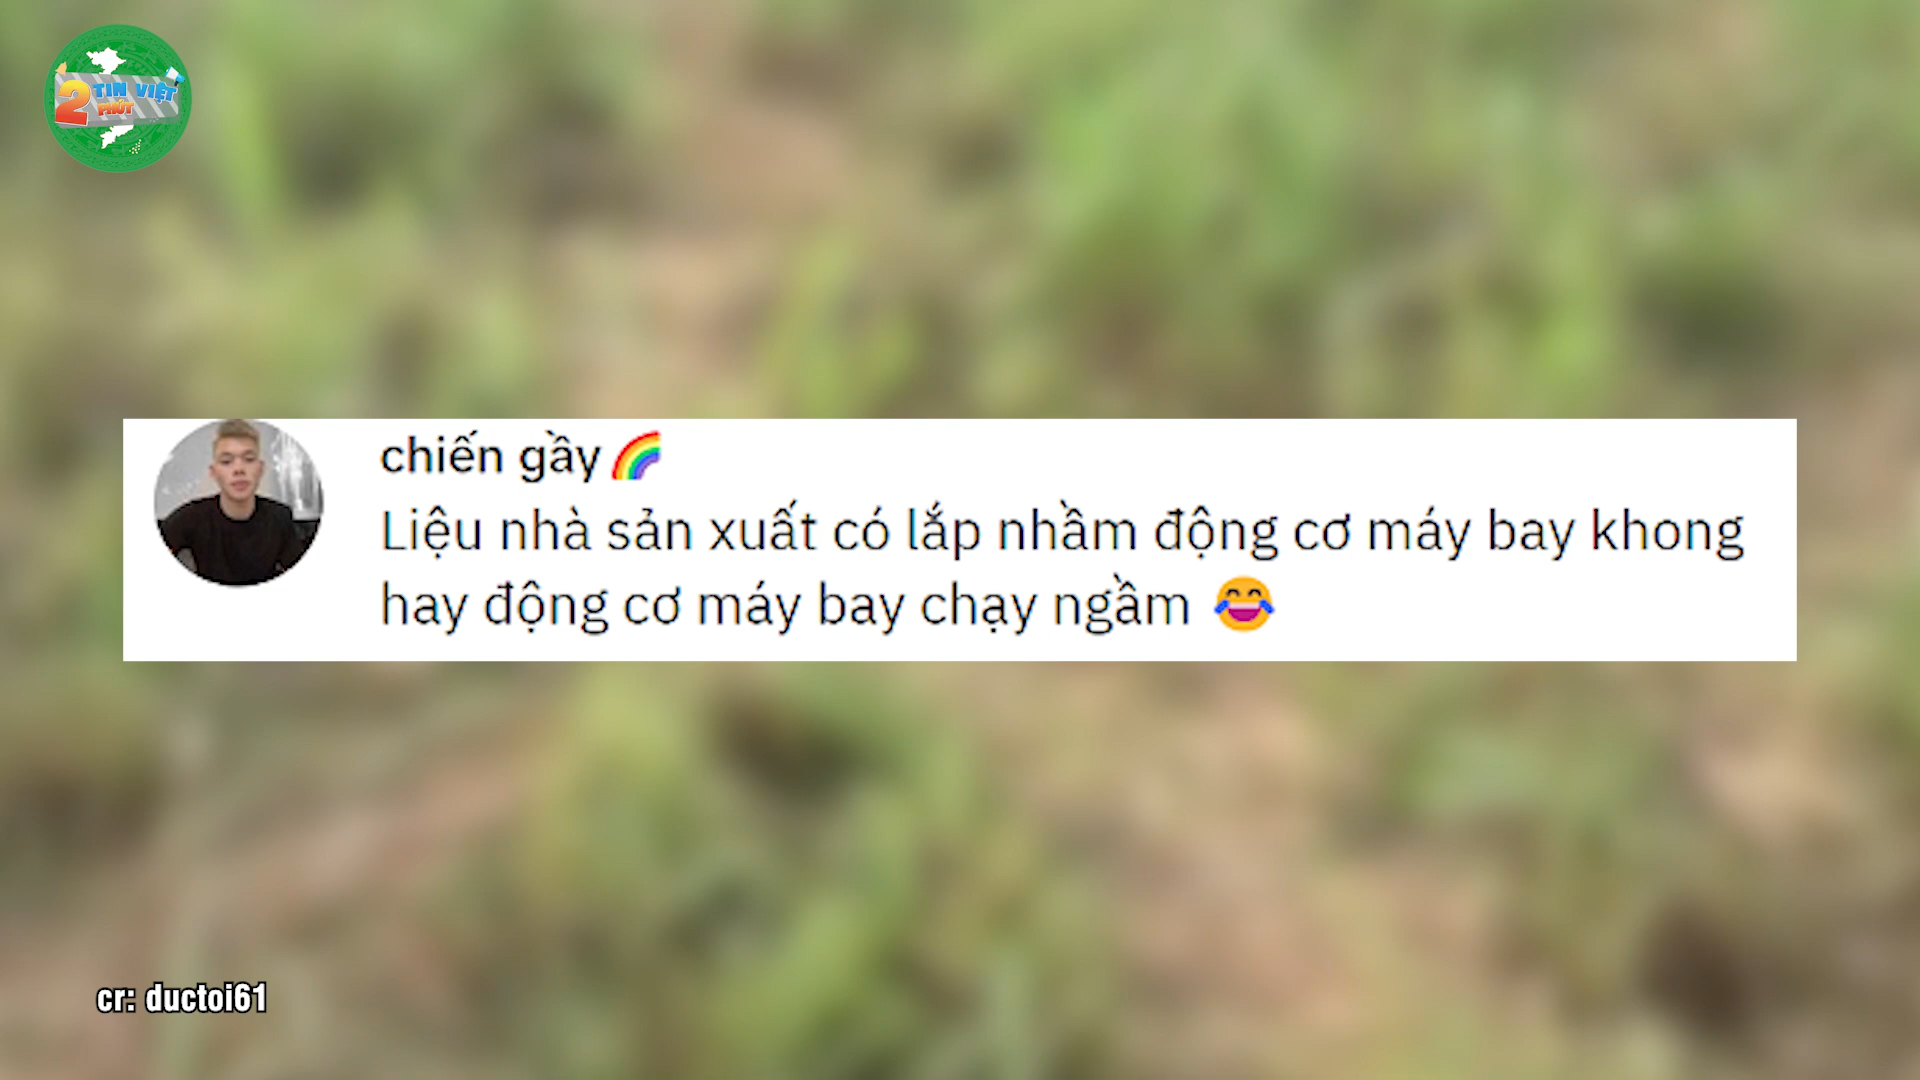 TIN VIỆT
2 PHÚT
chiến gầy🌈
Liệu nhà sản xuất có lắp nhầm động cơ máy bay khong
hay động cơ máy bay chạy ngầm 😂
cr: ductoi61